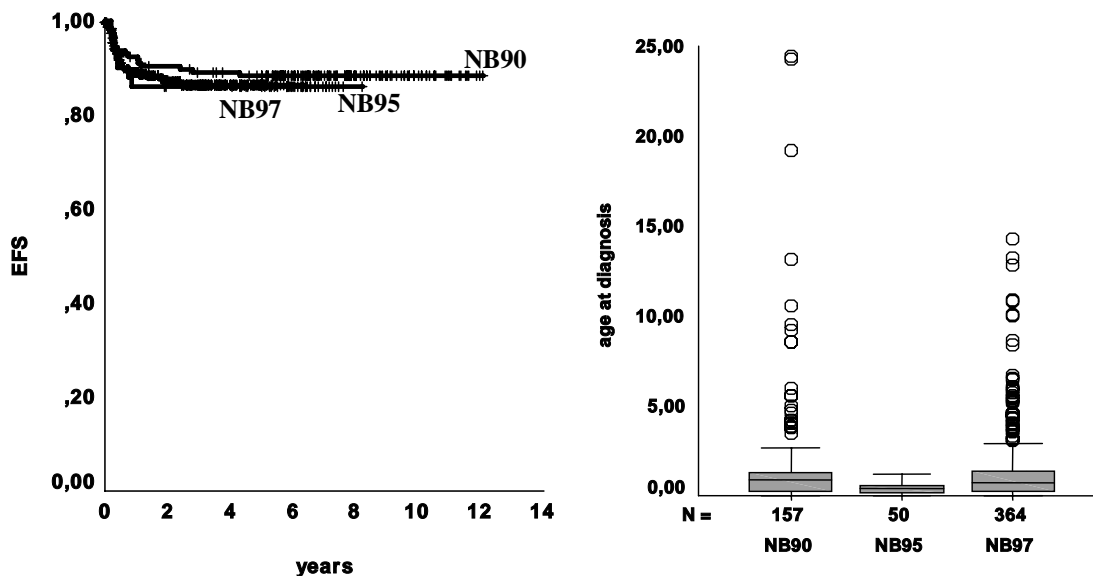 1,00
,80
,60
,40
,20
0,00
EFS
NB90
NB97
NB95
0 2 4 6 8 10 12 14
years
25,00
20,00
15,00
10,00
5,00
0,00
age at diagnosis
N = 157 50 364
NB90 NB95 NB97